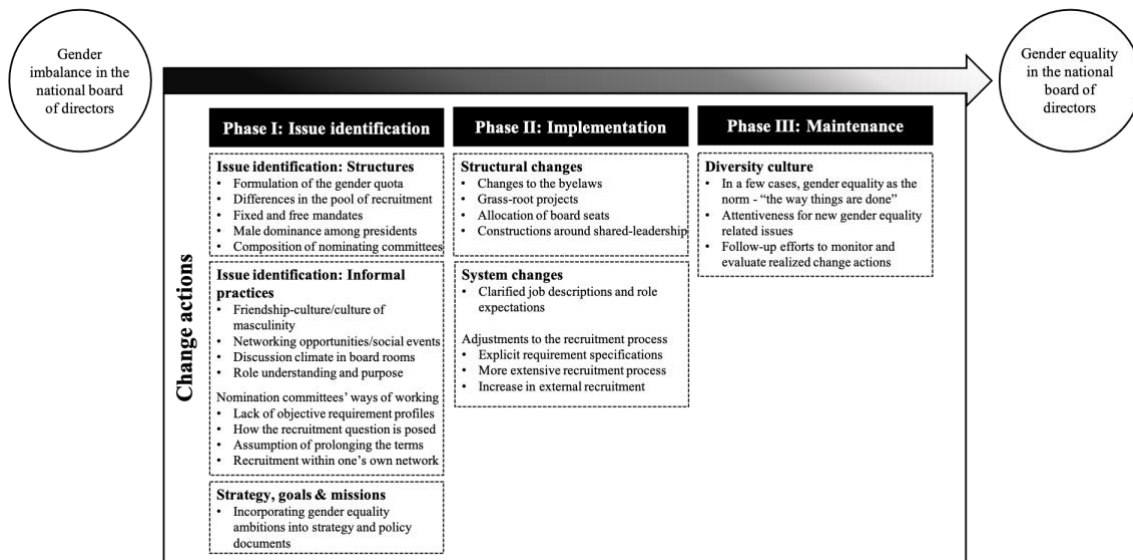 Gender
imbalance in the
national board
of directors
Gender equality
in the national
board of
directors
Change actions
Phase I: Issue identification
Issue identification: Structures
• Formulation of the gender quota
• Differences in the pool of recruitment
• Fixed and free mandates
• Male dominance among presidents
• Composition of nominating committees
Issue identification: Informal
practices
• Friendship-culture/culture of
masculinity
• Networking opportunities/social events
• Discussion climate in board rooms
• Role understanding and purpose
Nomination committees' ways of working
• Lack of objective requirement profiles
• How the recruitment question is posed
• Assumption of prolonging the terms
• Recruitment within one's own network
Strategy, goals & missions
• Incorporating gender equality
ambitions into strategy and policy
documents
Phase II: Implementation
Structural changes
• Changes to the byelaws
• Grass-root projects
• Allocation of board seats
• Constructions around shared-leadership
System changes
• Clarified job descriptions and role
expectations
Adjustments to the recruitment process
• Explicit requirement specifications
• More extensive recruitment process
• Increase in external recruitment
Phase III: Maintenance
Diversity culture
• In a few cases, gender equality as the
norm - “the way things are done”
• Attentiveness for new gender equality
related issues
• Follow-up efforts to monitor and
evaluate realized change actions